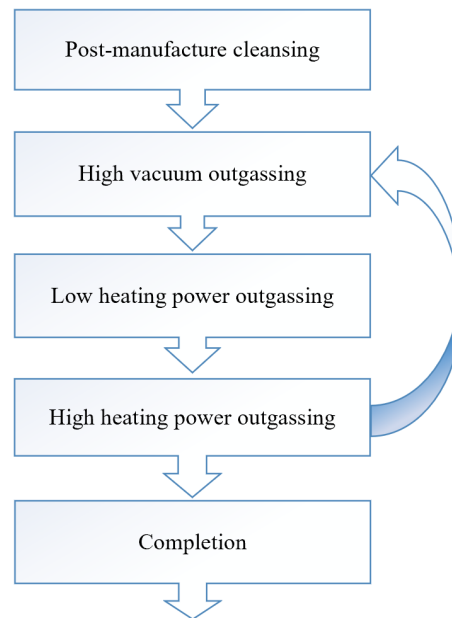 Post-manufacture cleansing
High vacuum outgassing
Low heating power outgassing
High heating power outgassing
Completion